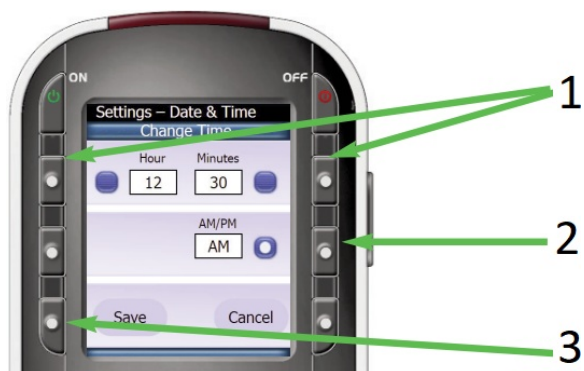 ON
OFF
Settings – Date & Time
Change Time
Hour Minutes
12 30
AM/PM
AM
Save Cancel
1
2
3